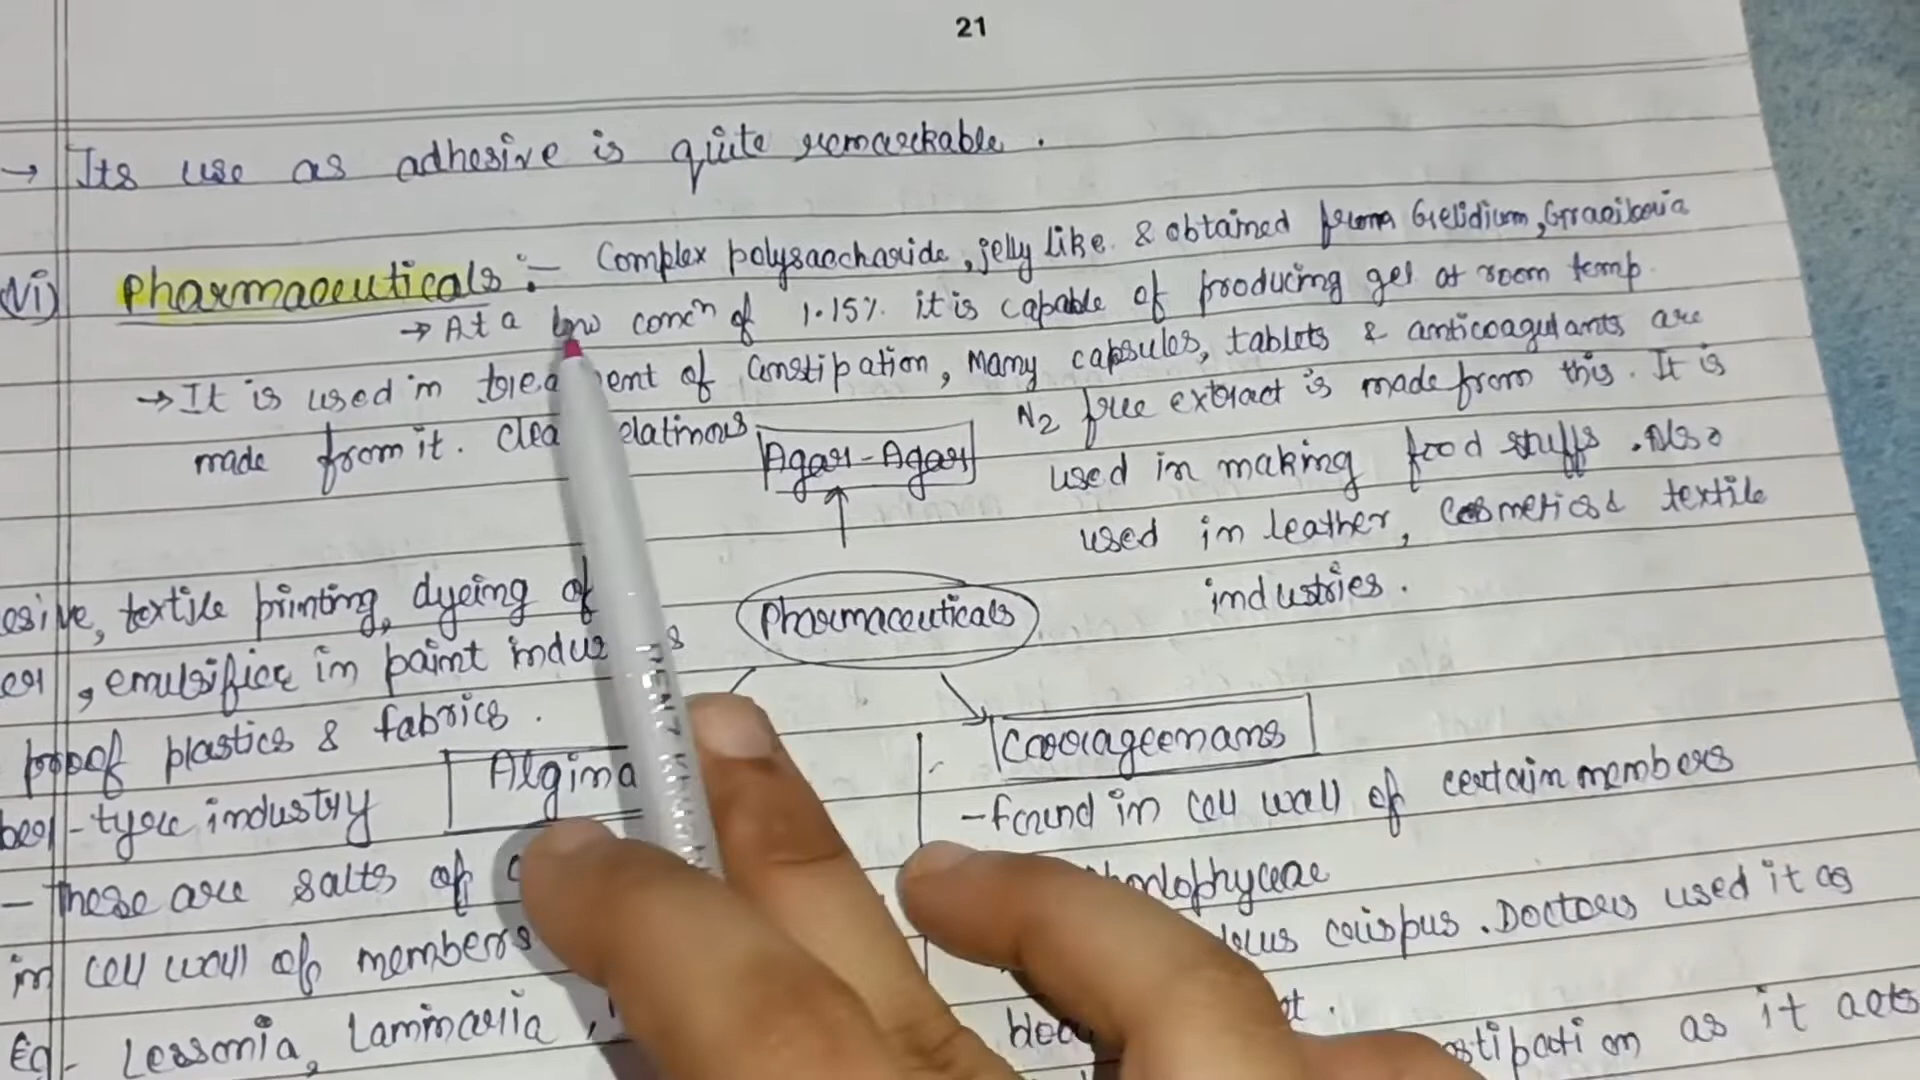 21
→ Its use as adhesive is quite remarkable .
(vi) Pharmaceuticals :- Complex polysaccharide, jelly like & obtained from Gelidium, Gracilaria
→ At a low concn of 1.15% it is capable of producing gel at room temp.
→ It is used in of constipation, Many capsules, tablets & anticoagulants are
made from it.
Agar-Agar
N2 free extract is made from this. It is
used in making food stuffs . Also
used in leather, cosmetics & textile
industries .
Pharmaceuticals
textile printing, dyeing of
, emulsifier in paint
proof plastics & fabrics .
- tyre industry
- These are salts of
in cell wall of members
Eg- Lessonia, Laminaria ,
Carrageenans
- found in cell wall of certain members
crispus . Doctors used it as
as it acts